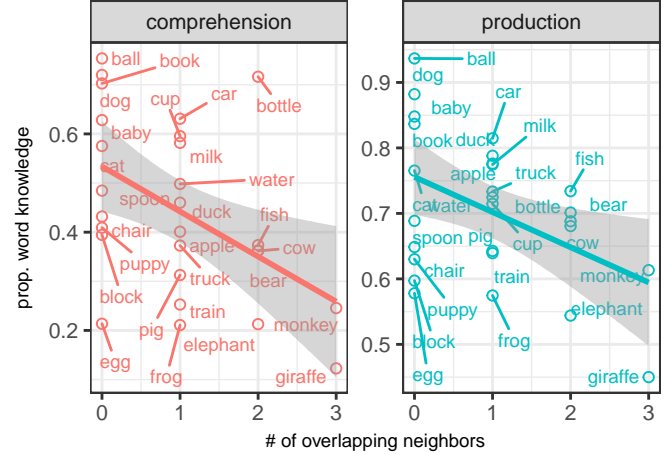 comprehension
production
prop. word knowledge
0.6
0.4
0.2
ball
book
dog
cup
car
bottle
baby
milk
cat
water
spoon
duck
fish
chair
apple
cow
puppy
truck
bear
block
pig
train
monkey
egg
frog
elephant
giraffe
0
1
2
3
0.9
0.8
0.7
0.6
0.5
ball
dog
car
baby
milk
book
duck
fish
apple
truck
cat
water
bottle
bear
spoon
pig
cup
cow
chair
train
monkey
puppy
elephant
block
frog
egg
giraffe
0
1
2
3
# of overlapping neighbors